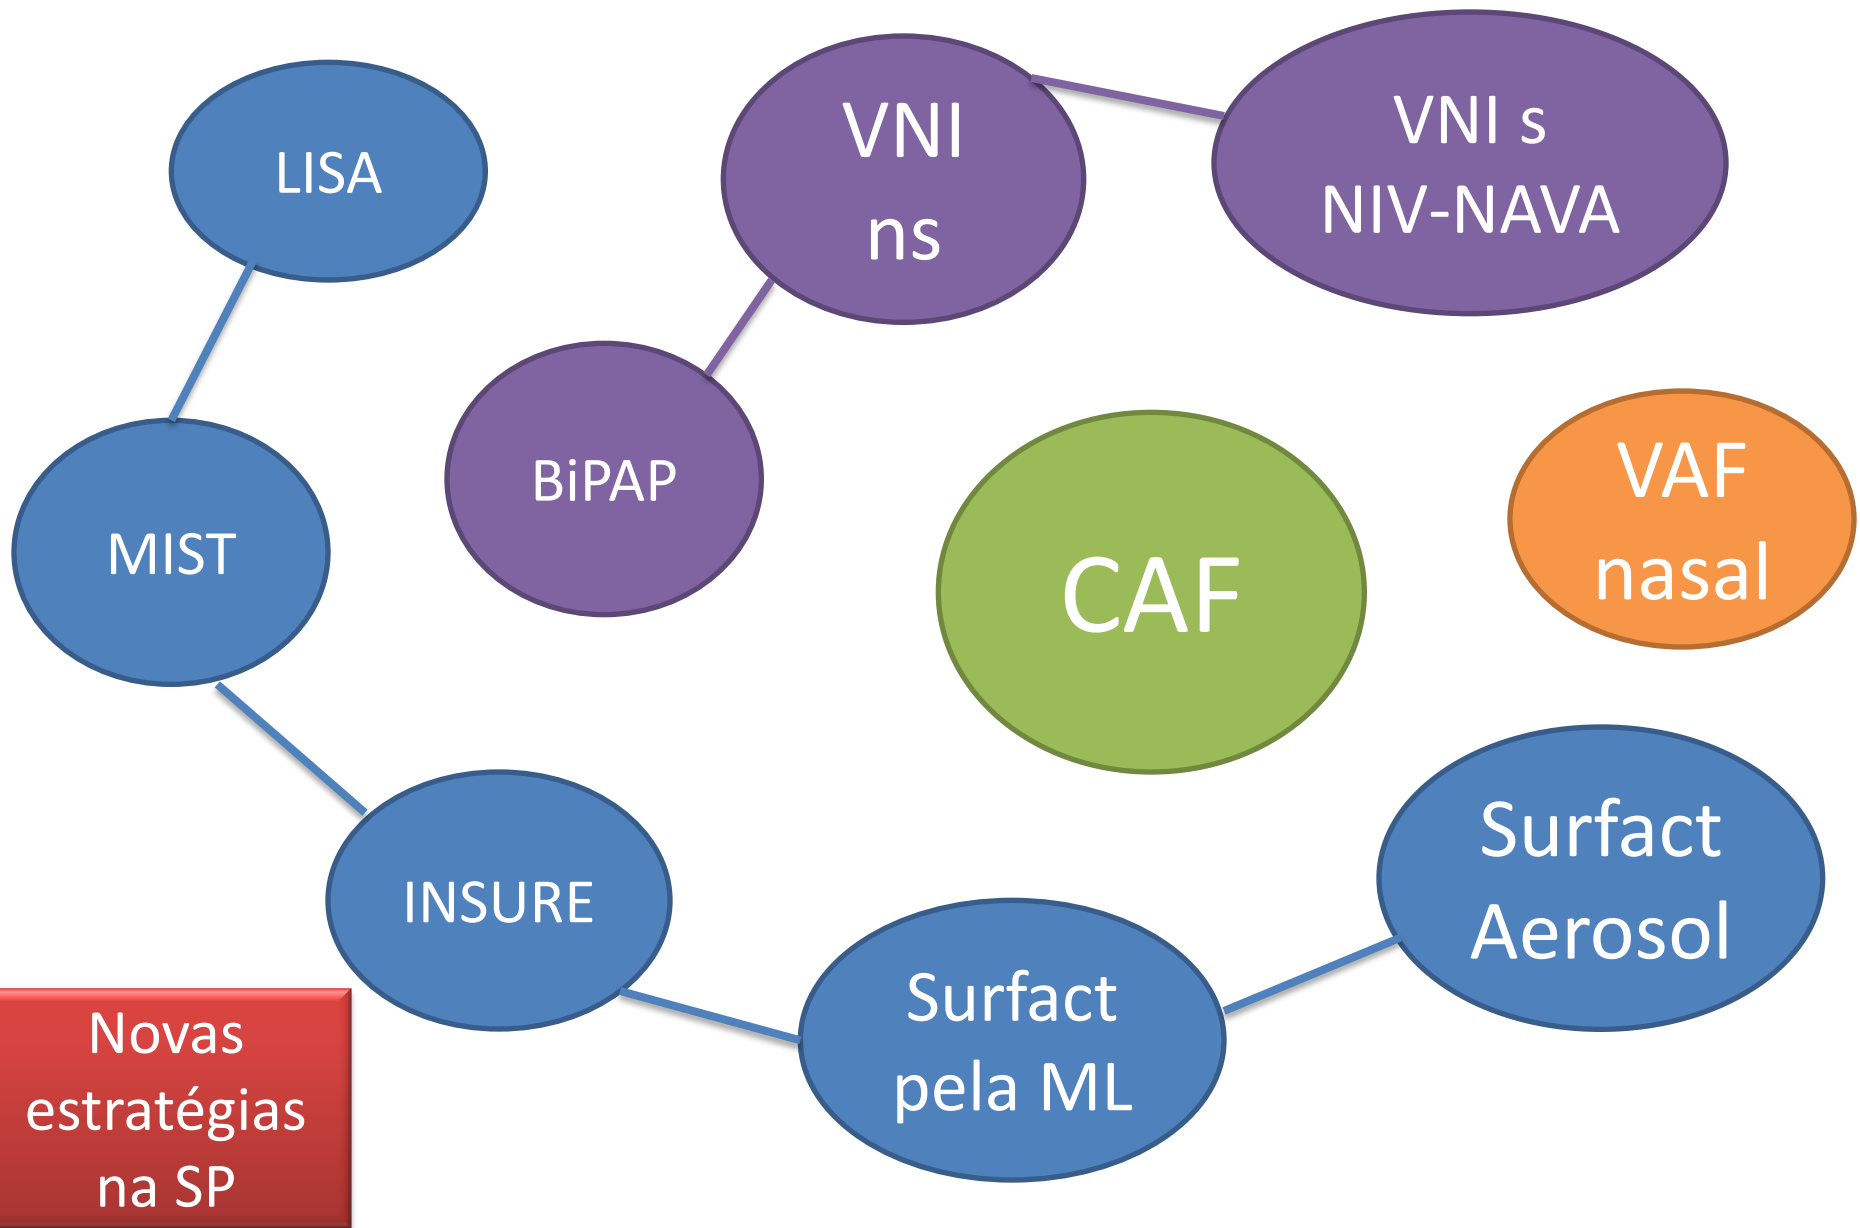 LISA
VNI
ns
VNI s
NIV-NAVA
BiPAP
MIST
CAF
VAF
nasal
INSURE
Surfact
pela ML
Surfact
Aerosol
Novas
estratégias
na SP